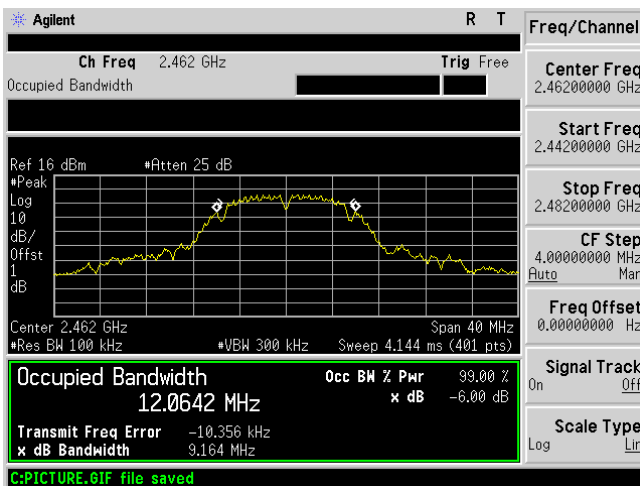 Agilent R T
Ch Freq 2.462 GHz Trig Free
Occupied Bandwidth
Ref 16 dBm #Atten 25 dB
#Peak
Log
10
dB/
Offst
1
dB
Center 2.462 GHz Span 40 MHz
#Res BW 100 kHz #VBW 300 kHz Sweep 4.144 ms (401 pts)
Occupied Bandwidth Occ BW % Pwr 99.00 %
12.0642 MHz x dB -6.00 dB
Transmit Freq Error -10.356 kHz
x dB Bandwidth 9.164 MHz
C:PICTURE.GIF file saved
Freq/Channel
Center Freq
2.46200000 GHz
Start Freq
2.44200000 GHz
Stop Freq
2.48200000 GHz
CF Step
4.00000000 MHz
Auto Man
Freq Offset
0.00000000 Hz
Signal Track
On Off
Scale Type
Log Lin